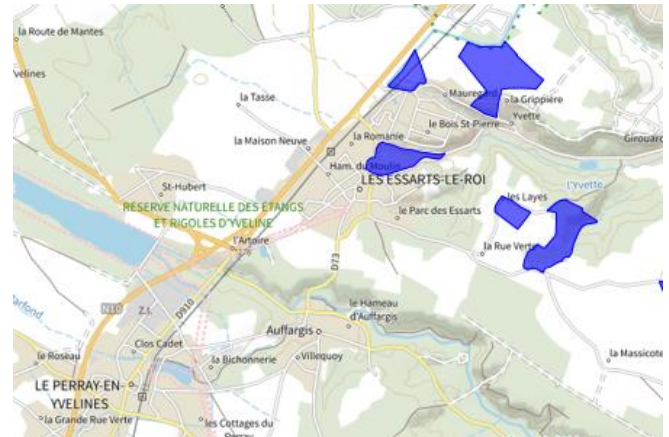 la Route de Mantes
Yvelines
la Tasse
Mauregard
la Grippière
Yvette
la Romanie
le Bois St-Pierre
la Maison Neuve
Girouard
Ham. du Moulin
LES ESSARTS-LE-ROI
St-Hubert
les Layes
l'Yvette
RÉSERVE NATURELLE DES ÉTANGS
ET RIGOLES D'YVELINE
le Parc des Essarts
l'Artoire
la Rue Verte
D73
N10
Z.I.
D910
le Hameau
d'Auffargis
Auffargis
Clos Cadet
le Roseau
la Bichonnerie
Villequoy
la Massicote
LE PERRAY-EN-
YVELINES
la Grande Rue Verte
les Cottages du